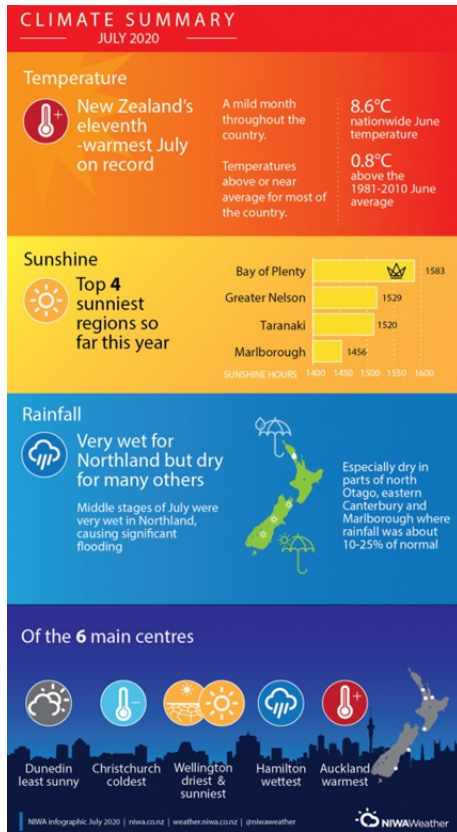 CLIMATE SUMMARY
JULY 2020
Temperature
New Zealand's
eleventh
-warmest July
on record
A mild month
throughout the
country.
Temperatures
above or near
average for most of
the country.
8.6°C
nationwide June
temperature
0.8°C
above the
1981-2010 June
average
Sunshine
Top 4
sunniest
regions so
far this year
Bay of Plenty 1583
Greater Nelson 1529
Taranaki 1520
Marlborough 1456
SUNSHINE HOURS 1400 1450 1500 1550 1600
Rainfall
Very wet for
Northland but dry
for many others
Middle stages of July were
very wet in Northland,
causing significant
flooding
Especially dry in
parts of north
Otago, eastern
Canterbury and
Marlborough where
rainfall was about
10-25% of normal
Of the 6 main centres
Dunedin
least sunny
Christchurch
coldest
Wellington
driest &
sunniest
Hamilton
wettest
Auckland
warmest
NIWA infographic July 2020 | niwa.co.nz | weather.niwa.co.nz | @niwaweather
NIWAWeather